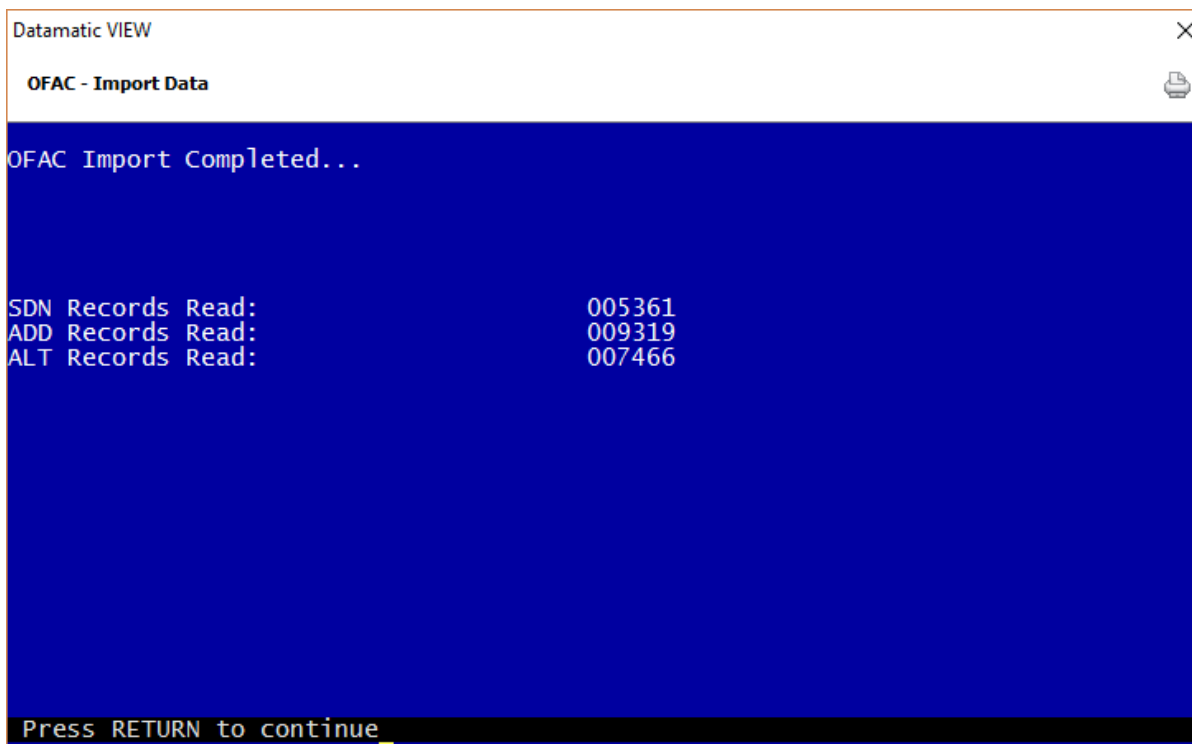 Datamatic VIEW
OFAC - Import Data
OFAC Import Completed...
SDN Records Read: 005361
ADD Records Read: 009319
ALT Records Read: 007466
Press RETURN to continue_